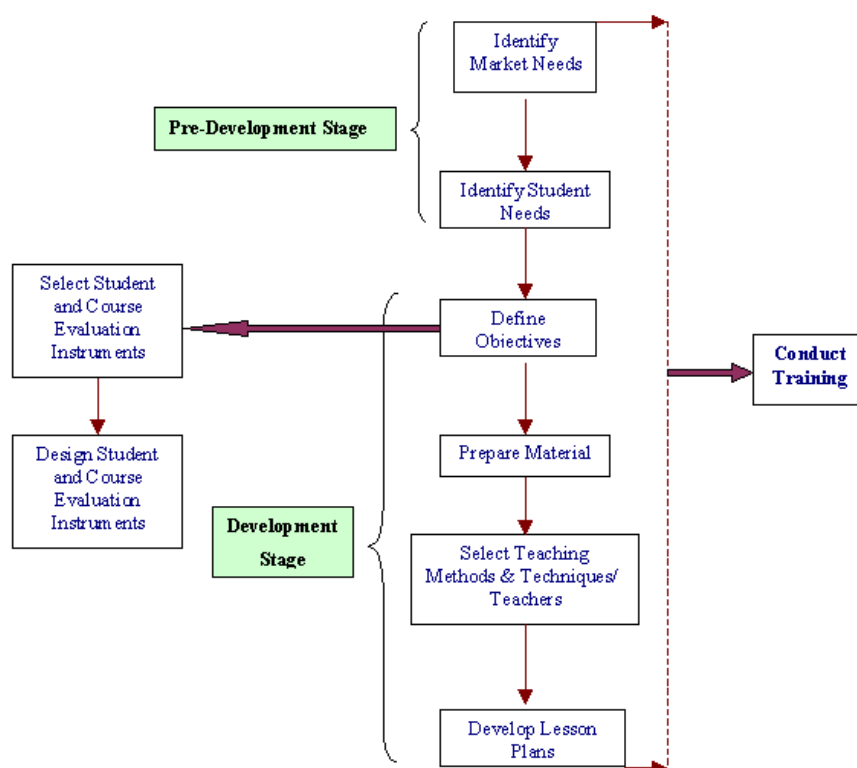 Identify
Market Needs
Pre-Development Stage
Identify Student
Needs
Select Student
and Course
Evaluation
Instruments
Define
Objectives
Conduct
Training
Design Student
and Course
Evaluation
Instruments
Prepare Material
Development
Stage
Select Teaching
Methods & Techniques/
Teachers
Develop Lesson
Plans